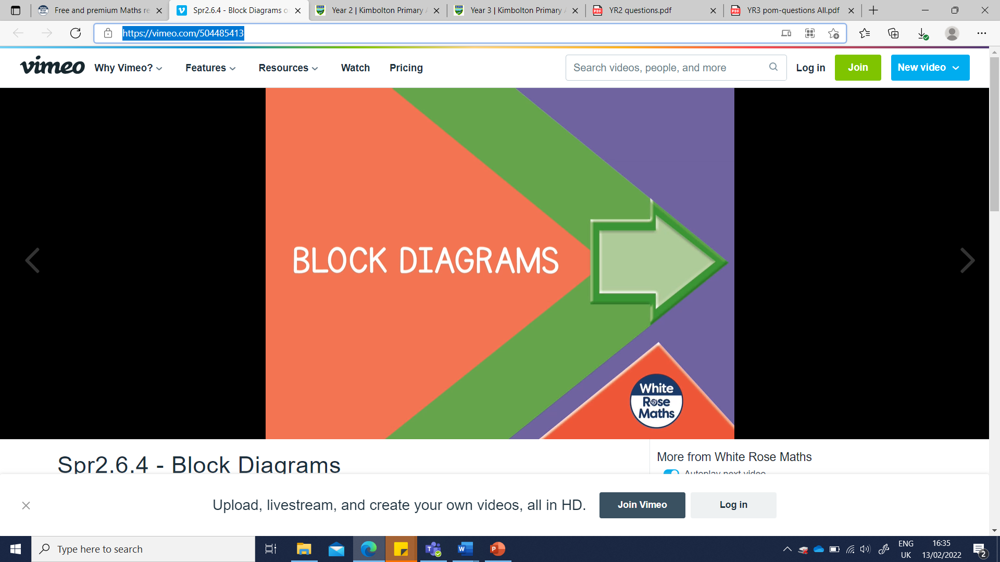 Free and premium Maths re
Spr2.6.4 - Block Diagrams o
Year 2 | Kimbolton Primary A
Year 3 | Kimbolton Primary A
YR2 questions.pdf
YR3 pom-questions All.pdf
https://vimeo.com/504485413
vimeo
Why Vimeo?
Features
Resources
Watch
Pricing
Search videos, people, and more
Log in
Join
New video
BLOCK DIAGRAMS
White
Rose
Maths
Spr2.6.4 - Block Diagrams
More from White Rose Maths
Autoplay next video
Upload, livestream, and create your own videos, all in HD.
Join Vimeo
Log in
Type here to search
ENG
UK
16:35
13/02/2022
2